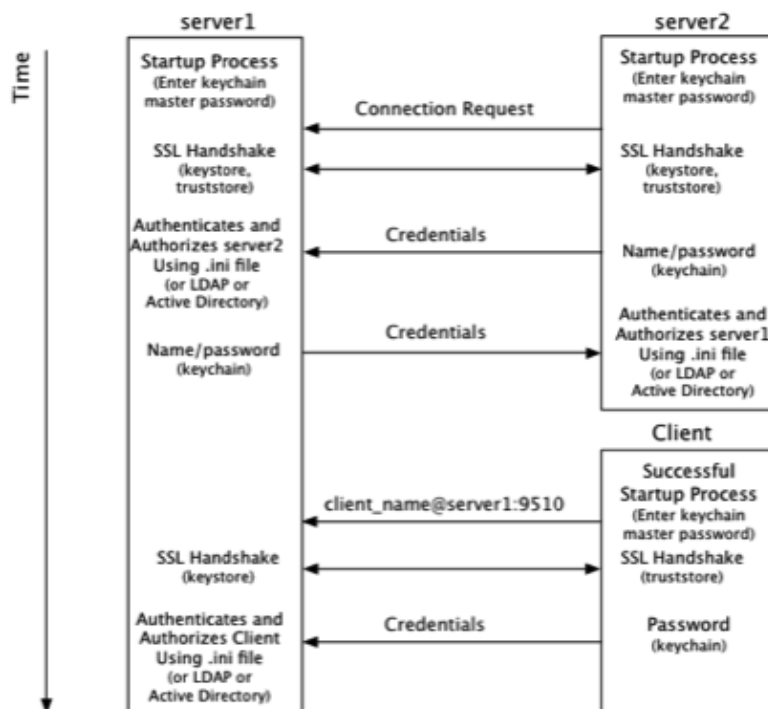 server1
server2
Time
Startup Process
(Enter keychain
master password)
Startup Process
(Enter keychain
master password)
Connection Request
SSL Handshake
(keystore,
truststore)
SSL Handshake
(keystore,
truststore)
Authenticates and
Authorizes server2
Using .ini file
(or LDAP or
Active Directory)
Credentials
Name/password
(keychain)
Name/password
(keychain)
Credentials
Authenticates and
Authorizes server1
Using .ini file
(or LDAP or
Active Directory)
Client
client_name@server1:9510
Successful
Startup Process
(Enter keychain
master password)
SSL Handshake
(keystore)
SSL Handshake
(truststore)
Authenticates and
Authorizes Client
Using .ini file
(or LDAP or
Active Directory)
Credentials
Password
(keychain)